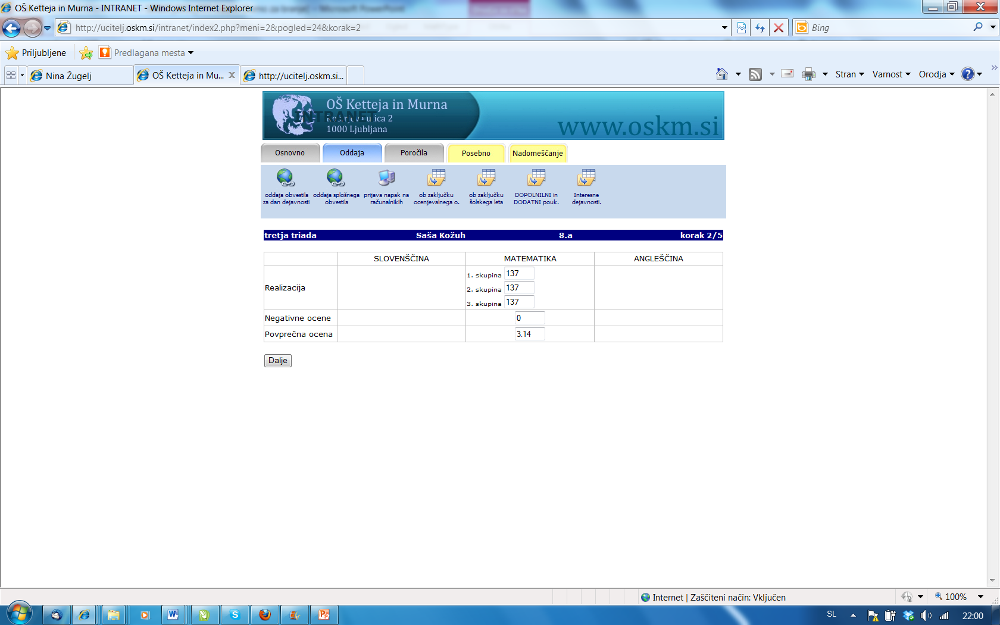 OŠ Ketteja in Murna - INTRANET - Windows Internet Explorer
http://ucitelj.oskm.si/intranet/index2.php?meni=2&pogled=24&korak=2
Bing
Priljubljene
Predlagana mesta
Nina Žugelj
OŠ Ketteja in Mu...
http://ucitelj.oskm.si...
Stran
Varnost
Orodja
OŠ Ketteja in Murna
INTRANET
ulica 2
1000 Ljubljana
www.oskm.si
Osnovno
Oddaja
Poročila
Posebno
Nadomeščanje
oddaja obvestila
za dan dejavnosti
oddaja splošnega
obvestila
prijava napak na
računalnikih
ob zaključku
ocenjevalnega o.
ob zaključku
šolskega leta
DOPOLNILNI in
DODATNI pouk.
Interesne
dejavnosti.
tretja triada Saša Kožuh 8.a korak 2/5
SLOVENŠČINA MATEMATIKA ANGLEŠČINA
Realizacija
1. skupina 137
2. skupina 137
3. skupina 137
Negativne ocene 0
Povprečna ocena 3.14
Dalje
Internet | Zaščiteni način: Vključen
100%
SL
22:00